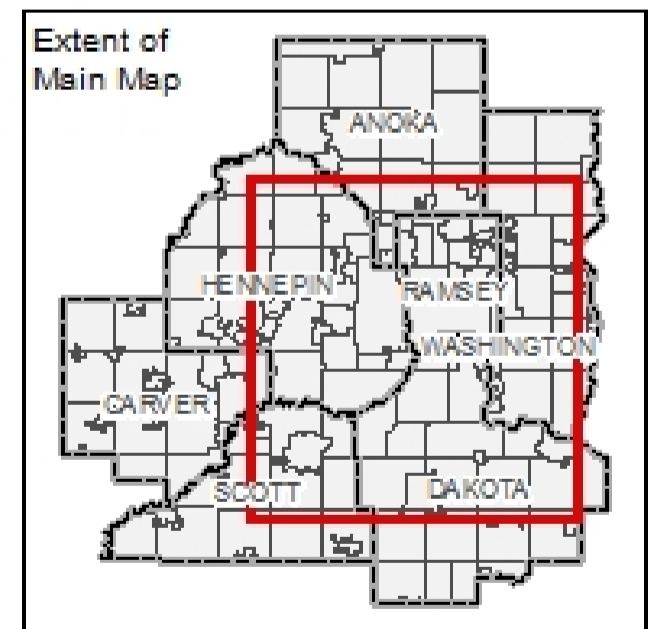 Extent of
Main Map
ANOKA
HENNEPIN
RAMSEY
WASHINGTON
CARVER
SCOTT
DAKOTA